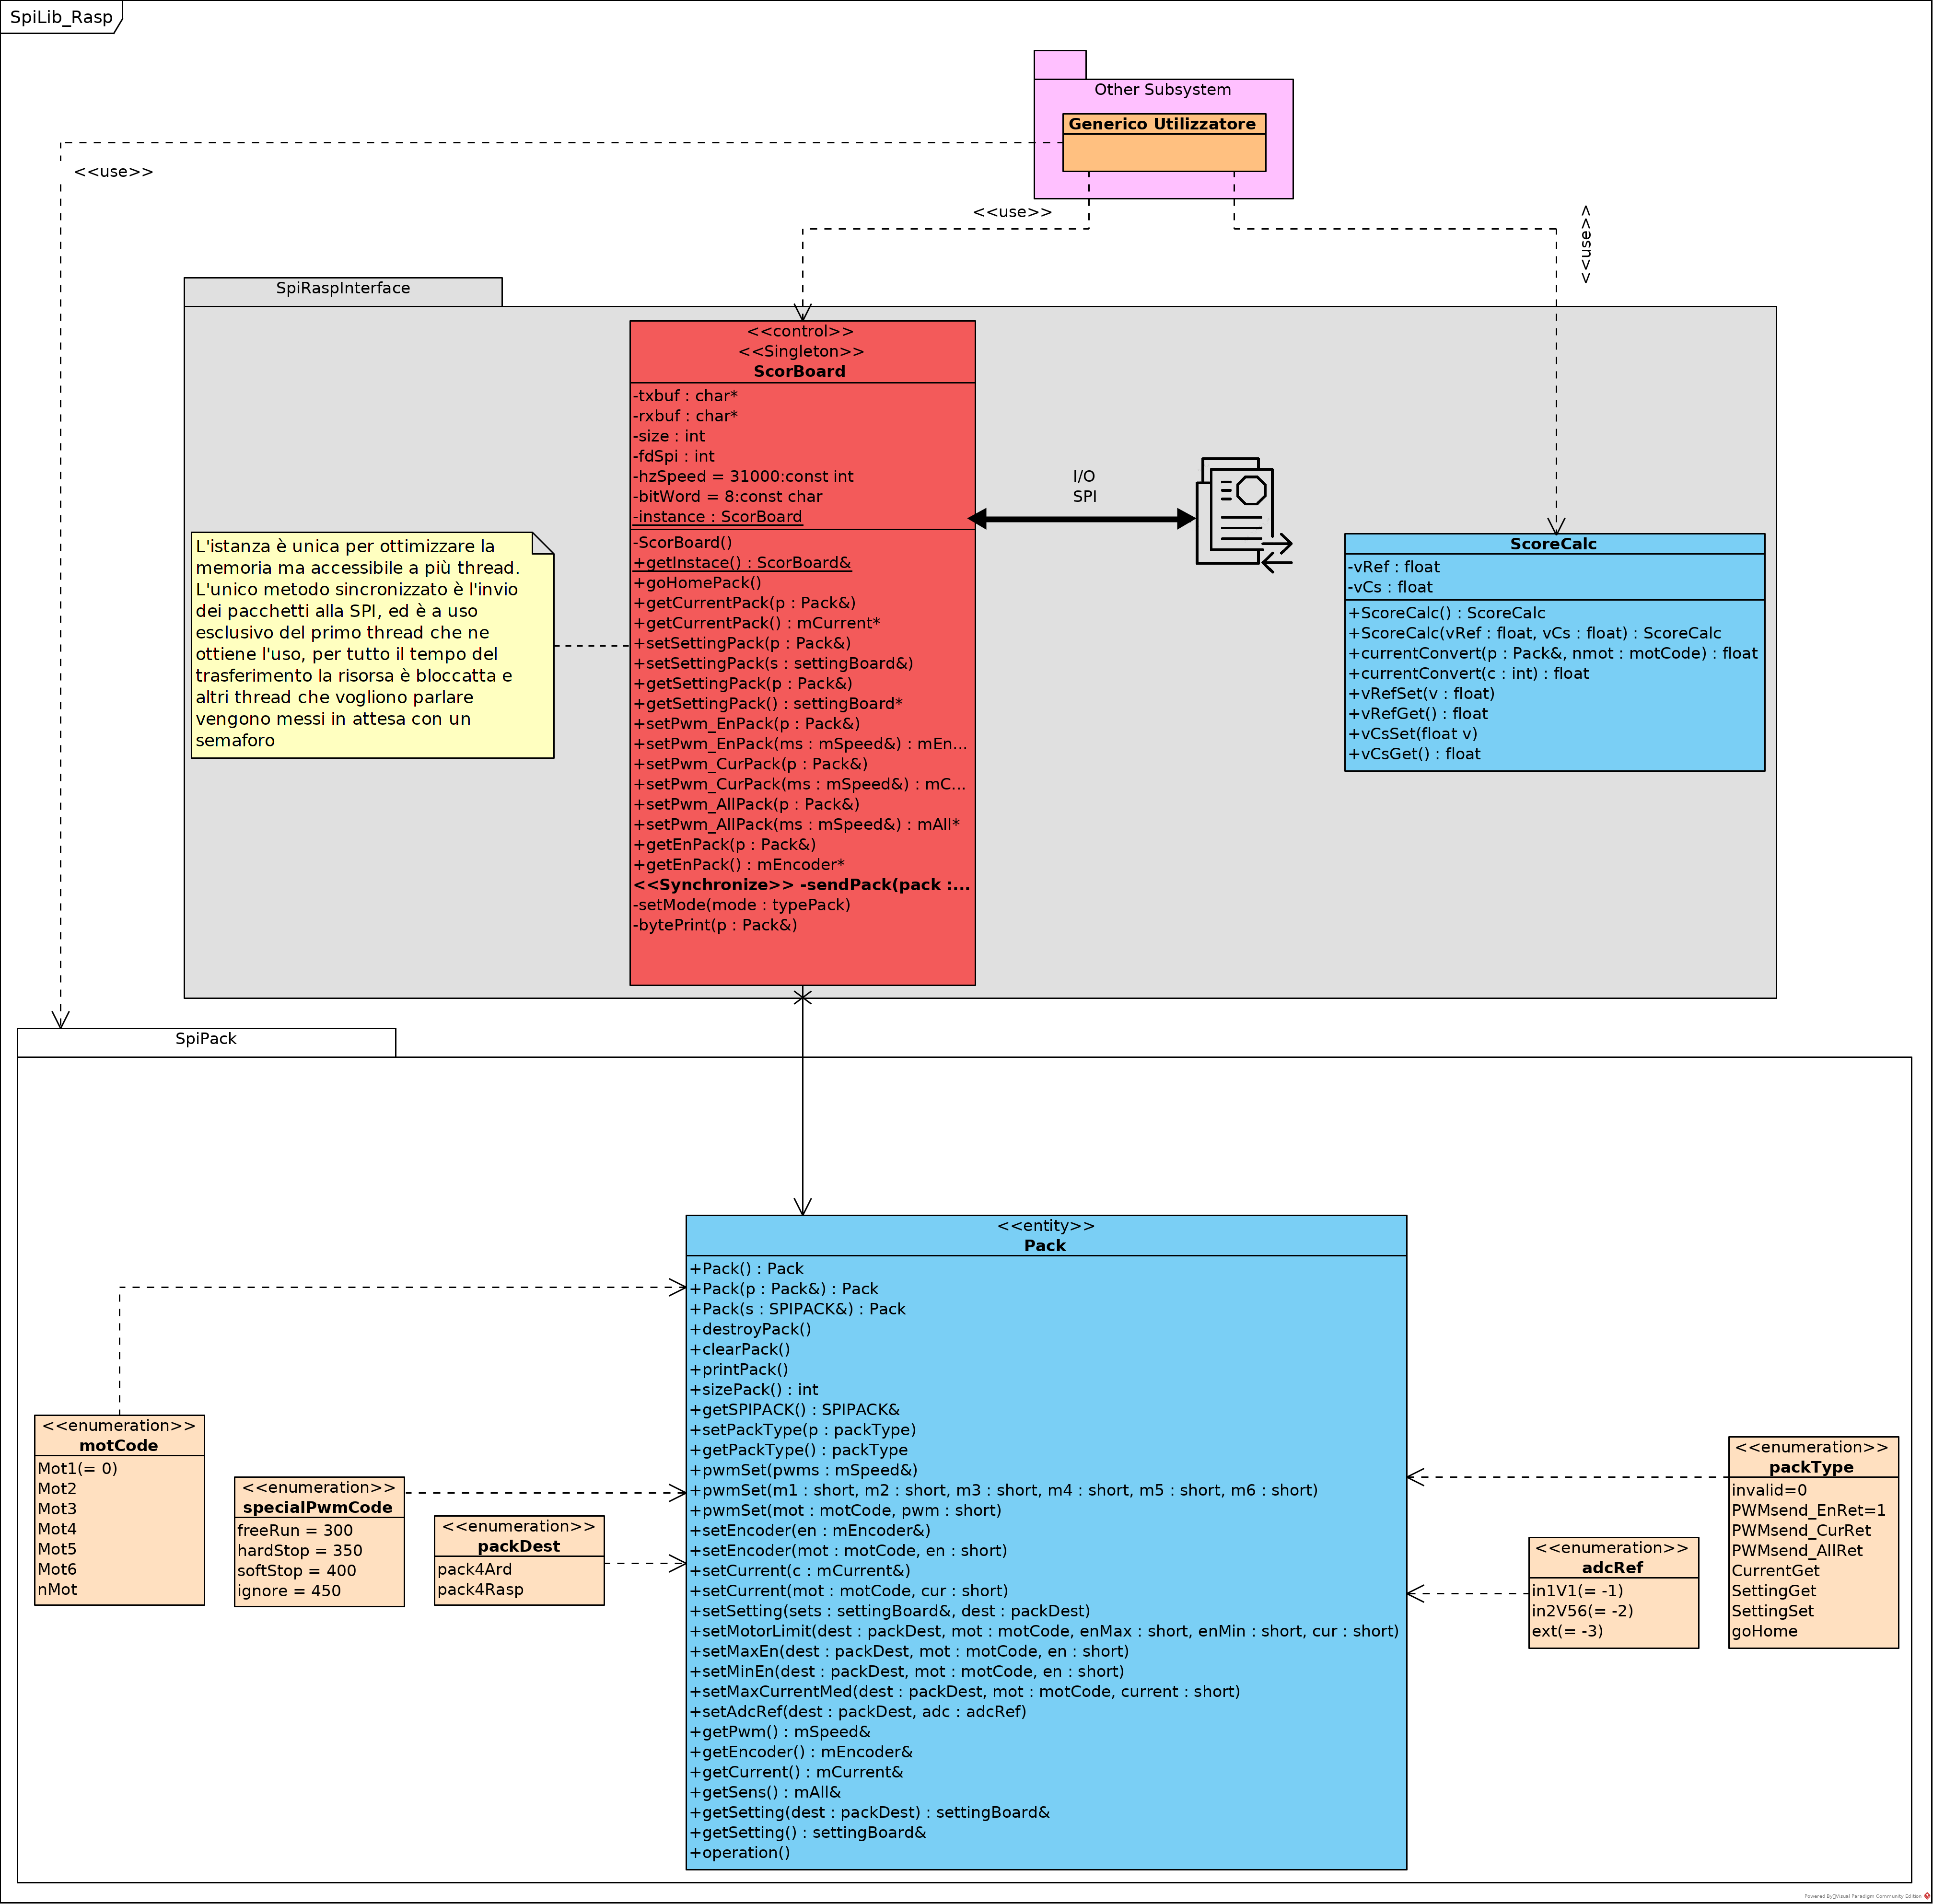 SpiLib_Rasp
Other Subsystem
Generico Utilizzatore
<<use>>
<<use>>
<<use>>
SpiRaspInterface
<<control>>
<<Singleton>>
ScorBoard
-txbuf : char*
-rxbuf : char*
-size : int
-fdSpi : int
-hzSpeed = 31000:const int
-bitWord = 8:const char
-instance : ScorBoard
-ScorBoard()
+getInstace() : ScorBoard&
+goHomePack()
+getCurrentPack(p : Pack&)
+getCurrentPack() : mCurrent*
+setSettingPack(p : Pack&)
+setSettingPack(s : settingBoard&)
+getSettingPack(p : Pack&)
+getSettingPack() : settingBoard*
+setPwm_EnPack(p : Pack&)
+setPwm_EnPack(ms : mSpeed&) : mEn...
+setPwm_CurPack(p : Pack&)
+setPwm_CurPack(ms : mSpeed&) : mC...
+setPwm_AllPack(p : Pack&)
+setPwm_AllPack(ms : mSpeed&) : mAll*
+getEnPack(p : Pack&)
+getEnPack() : mEncoder*
<<Synchronize>> -sendPack(pack :...
-setMode(mode : typePack)
-bytePrint(p : Pack&)
I/O
SPI
L'istanza è unica per ottimizzare la
memoria ma accessibile a più thread.
L'unico metodo sincronizzato è l'invio
dei pacchetti alla SPI, ed è a uso
esclusivo del primo thread che ne
ottiene l'uso, per tutto il tempo del
trasferimento la risorsa è bloccatta e
altri thread che vogliono parlare
vengono messi in attesa con un
semaforo
ScoreCalc
-vRef : float
-vCs : float
+ScoreCalc() : ScoreCalc
+ScoreCalc(vRef : float, vCs : float) : ScoreCalc
+currentConvert(p : Pack&, nmot : motCode) : float
+currentConvert(c : int) : float
+vRefSet(v : float)
+vRefGet() : float
+vCsSet(float v)
+vCsGet() : float
SpiPack
<<entity>>
Pack
+Pack() : Pack
+Pack(p : Pack&) : Pack
+Pack(s : SPIPACK&) : Pack
+destroyPack()
+clearPack()
+printPack()
+sizePack() : int
+getSPIPACK() : SPIPACK&
+setPackType(p : packType)
+getPackType() : packType
+pwmSet(pwms : mSpeed&)
+pwmSet(m1 : short, m2 : short, m3 : short, m4 : short, m5 : short, m6 : short)
+pwmSet(mot : motCode, pwm : short)
+setEncoder(en : mEncoder&)
+setEncoder(mot : motCode, en : short)
+setCurrent(c : mCurrent&)
+setCurrent(mot : motCode, cur : short)
+setSetting(sets : settingBoard&, dest : packDest)
+setMotorLimit(dest : packDest, mot : motCode, enMax : short, enMin : short, cur : short)
+setMaxEn(dest : packDest, mot : motCode, en : short)
+setMinEn(dest : packDest, mot : motCode, en : short)
+setMaxCurrentMed(dest : packDest, mot : motCode, current : short)
+setAdcRef(dest : packDest, adc : adcRef)
+getPwm() : mSpeed&
+getEncoder() : mEncoder&
+getCurrent() : mCurrent&
+getSens() : mAll&
+getSetting(dest : packDest) : settingBoard&
+getSetting() : settingBoard&
+operation()
<<enumeration>>
motCode
Mot1(= 0)
Mot2
Mot3
Mot4
Mot5
Mot6
nMot
<<enumeration>>
specialPwmCode
freeRun = 300
hardStop = 350
softStop = 400
ignore = 450
<<enumeration>>
packDest
pack4Ard
pack4Rasp
<<enumeration>>
adcRef
in1V1(= -1)
in2V56(= -2)
ext(= -3)
<<enumeration>>
packType
invalid=0
PWMsend_EnRet=1
PWMsend_CurRet
PWMsend_AllRet
CurrentGet
SettingGet
SettingSet
goHome
Powered By Visual Paradigm Community Edition